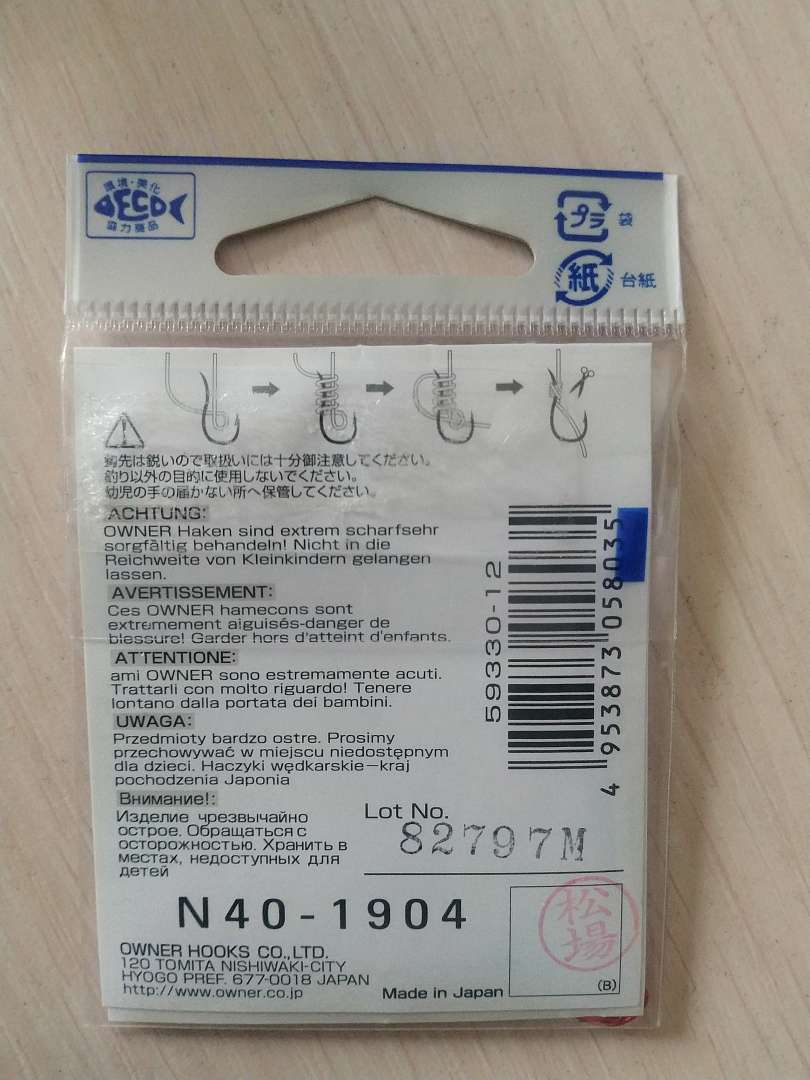 環境・美化
ECO
協力商品
プラ
袋
紙
台紙
鈎先は鋭いので取扱いには十分御注意してください。
釣り以外の目的に使用しないでください。
幼児の手の届かない所へ保管してください。
ACHTUNG:
OWNER Haken sind extrem scharfsehr
sorgfältig behandeln! Nicht in die
Reichweite von Kleinkindern gelangen
lassen.
AVERTISSEMENT:
Ces OWNER hamecons sont
extremement aiguisés-danger de
blessure! Garder hors d'atteint d'enfants.
ATTENTIONE:
ami OWNER sono estremamente acuti.
Trattarli con molto riguardo! Tenere
lontano dalla portata dei bambini.
UWAGA:
Przedmioty bardzo ostre. Prosimy
przechowywać w miejscu niedostępnym
dla dzieci. Haczyki wędkarskie-kraj
pochodzenia Japonia
Внимание!:
Изделие чрезвычайно
острое. Обращаться с
осторожностью. Хранить в
местах, недоступных для
детей
59330-12
4 953873 058035
Lot No.
82797M
N40-1904
OWNER HOOKS CO.,LTD.
120 TOMITA NISHIWAKI-CITY
HYOGO PREF. 677-0018 JAPAN
http://www.owner.co.jp
Made in Japan
松場
(B)